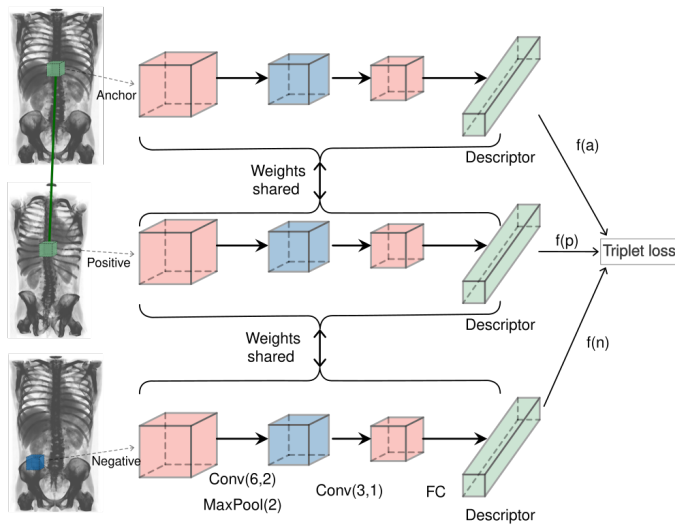 Anchor
Descriptor
f(a)
Weights
shared
Positive
f(p)
Triplet loss
Descriptor
Weights
shared
f(n)
Negative
Conv(6,2)
MaxPool(2)
Conv(3,1)
FC
Descriptor